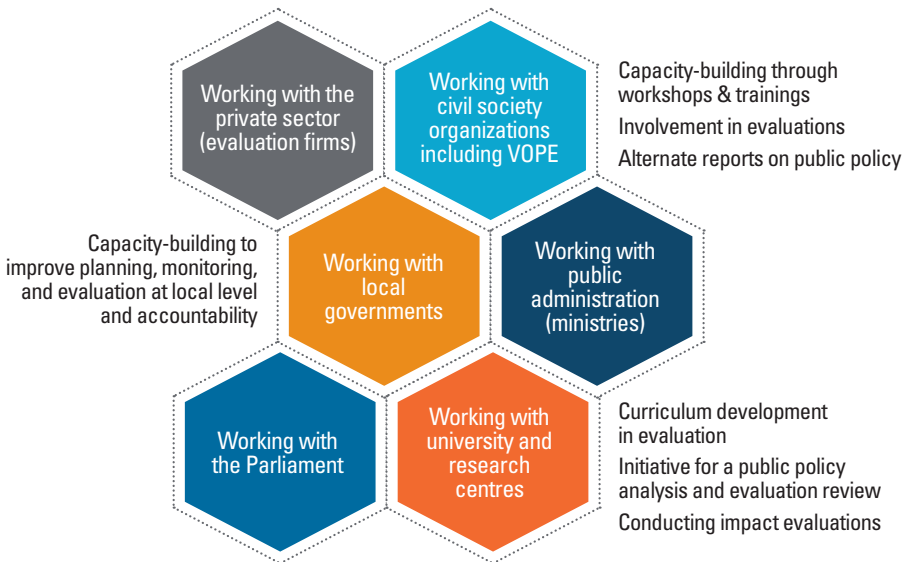 Working with the
private sector
(evaluation firms)
Working with
civil society
organizations
including VOPE
Capacity-building through
workshops & trainings
Involvement in evaluations
Alternate reports on public policy
Capacity-building to
improve planning, monitoring,
and evaluation at local level
and accountability
Working with
local
governments
Working with
public
administration
(ministries)
Working with
the Parliament
Working with
university and
research
centres
Curriculum development
in evaluation
Initiative for a public policy
analysis and evaluation review
Conducting impact evaluations